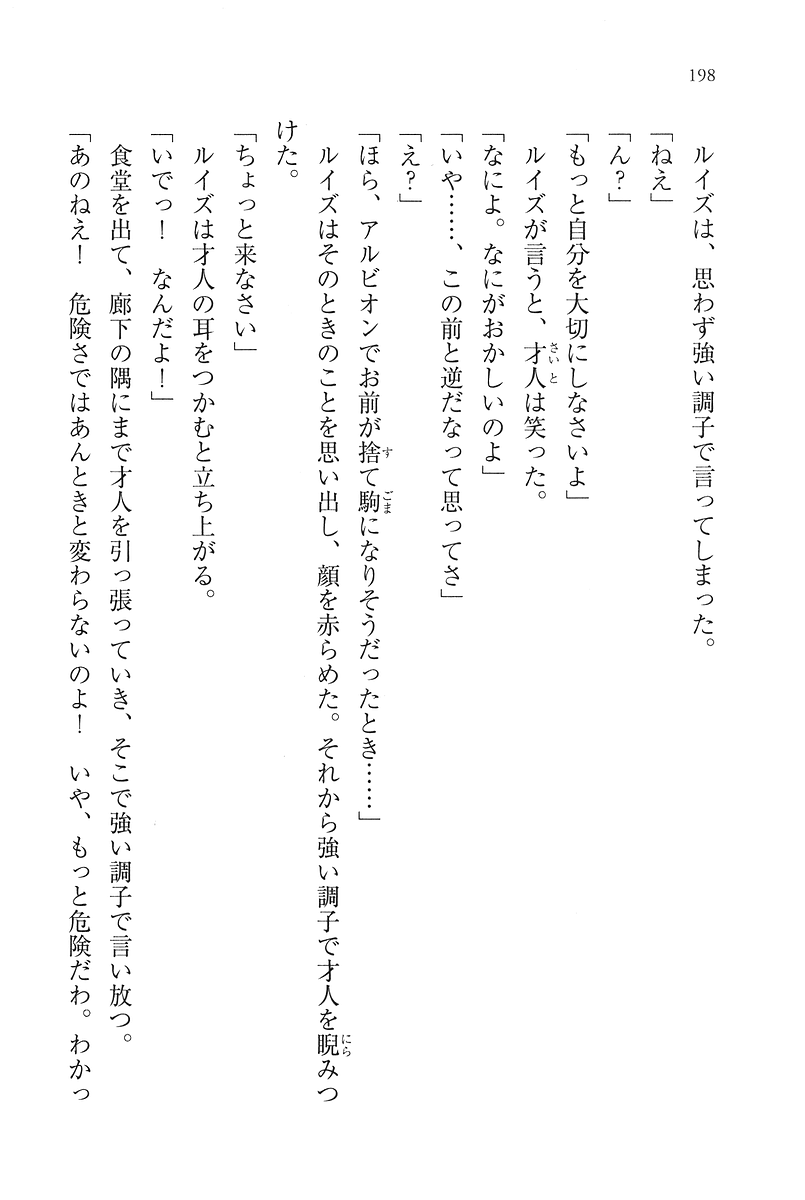 198
　ルイズは、思わず強い調子で言ってしまった。
「ねえ」
「ん？」
「もっと自分を大切にしなさいよ」
　ルイズが言うと、才人は笑った。
「なによ。なにがおかしいのよ」
「いや……、この前と逆だなって思ってさ」
「え？」
「ほら、アルビオンでお前が捨て駒になりそうだったとき……」
　ルイズはそのときのことを思い出し、顔を赤らめた。それから強い調子で才人を睨みつ
けた。
「ちょっと来なさい」
　ルイズは才人の耳をつかむと立ち上がる。
「いでっ！　なんだよ！」
　食堂を出て、廊下の隅にまで才人を引っ張っていき、そこで強い調子で言い放つ。
「あのねえ！　危険さではあんときと変わらないのよ！　いや、もっと危険だわ。わかっ